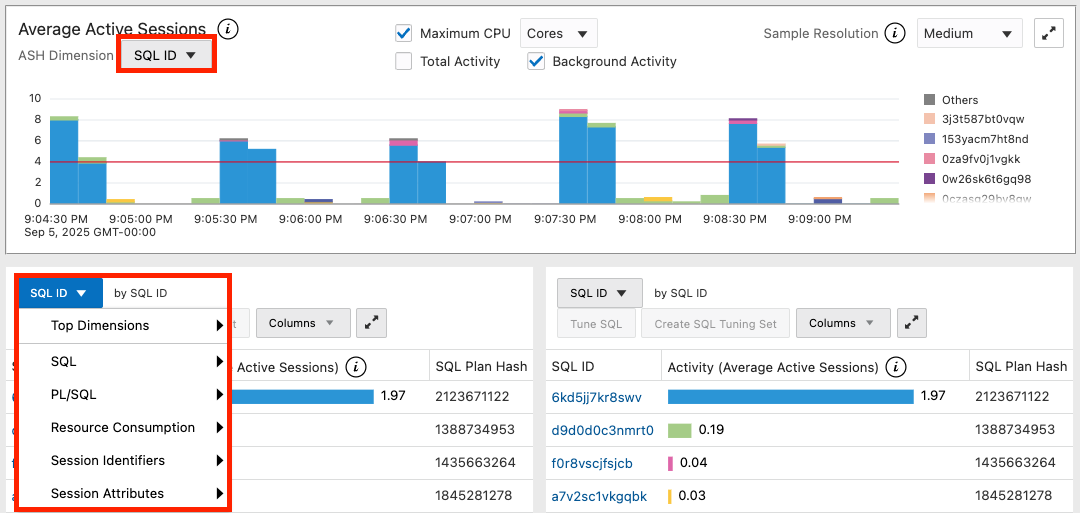 Average Active Sessions i
ASH Dimension SQL ID
Maximum CPU Cores
Total Activity Background Activity
Sample Resolution i Medium
10
8
6
4
2
0
9:04:30 PM 9:05:00 PM 9:05:30 PM 9:06:00 PM 9:06:30 PM 9:07:00 PM 9:07:30 PM 9:08:00 PM 9:08:30 PM 9:09:00 PM
Sep 5, 2025 GMT-00:00
Others
3j3t587bt0vqw
153yacm7ht8nd
0za9fv0j1vgkk
0w26sk6t6gq98
SQL ID by SQL ID
Top Dimensions
SQL
PL/SQL
Resource Consumption
Session Identifiers
Session Attributes
Columns
Active Sessions) i SQL Plan Hash
1.97 2123671122
1388734953
1435663264
1845281278
SQL ID by SQL ID
Tune SQL Create SQL Tuning Set Columns
SQL ID Activity (Average Active Sessions) i SQL Plan Hash
6kd5jj7kr8swv 1.97 2123671122
d9d0d0c3nmrt0 0.19 1388734953
f0r8vscjfsjcb 0.04 1435663264
a7v2sc1vkgqbk 0.03 1845281278